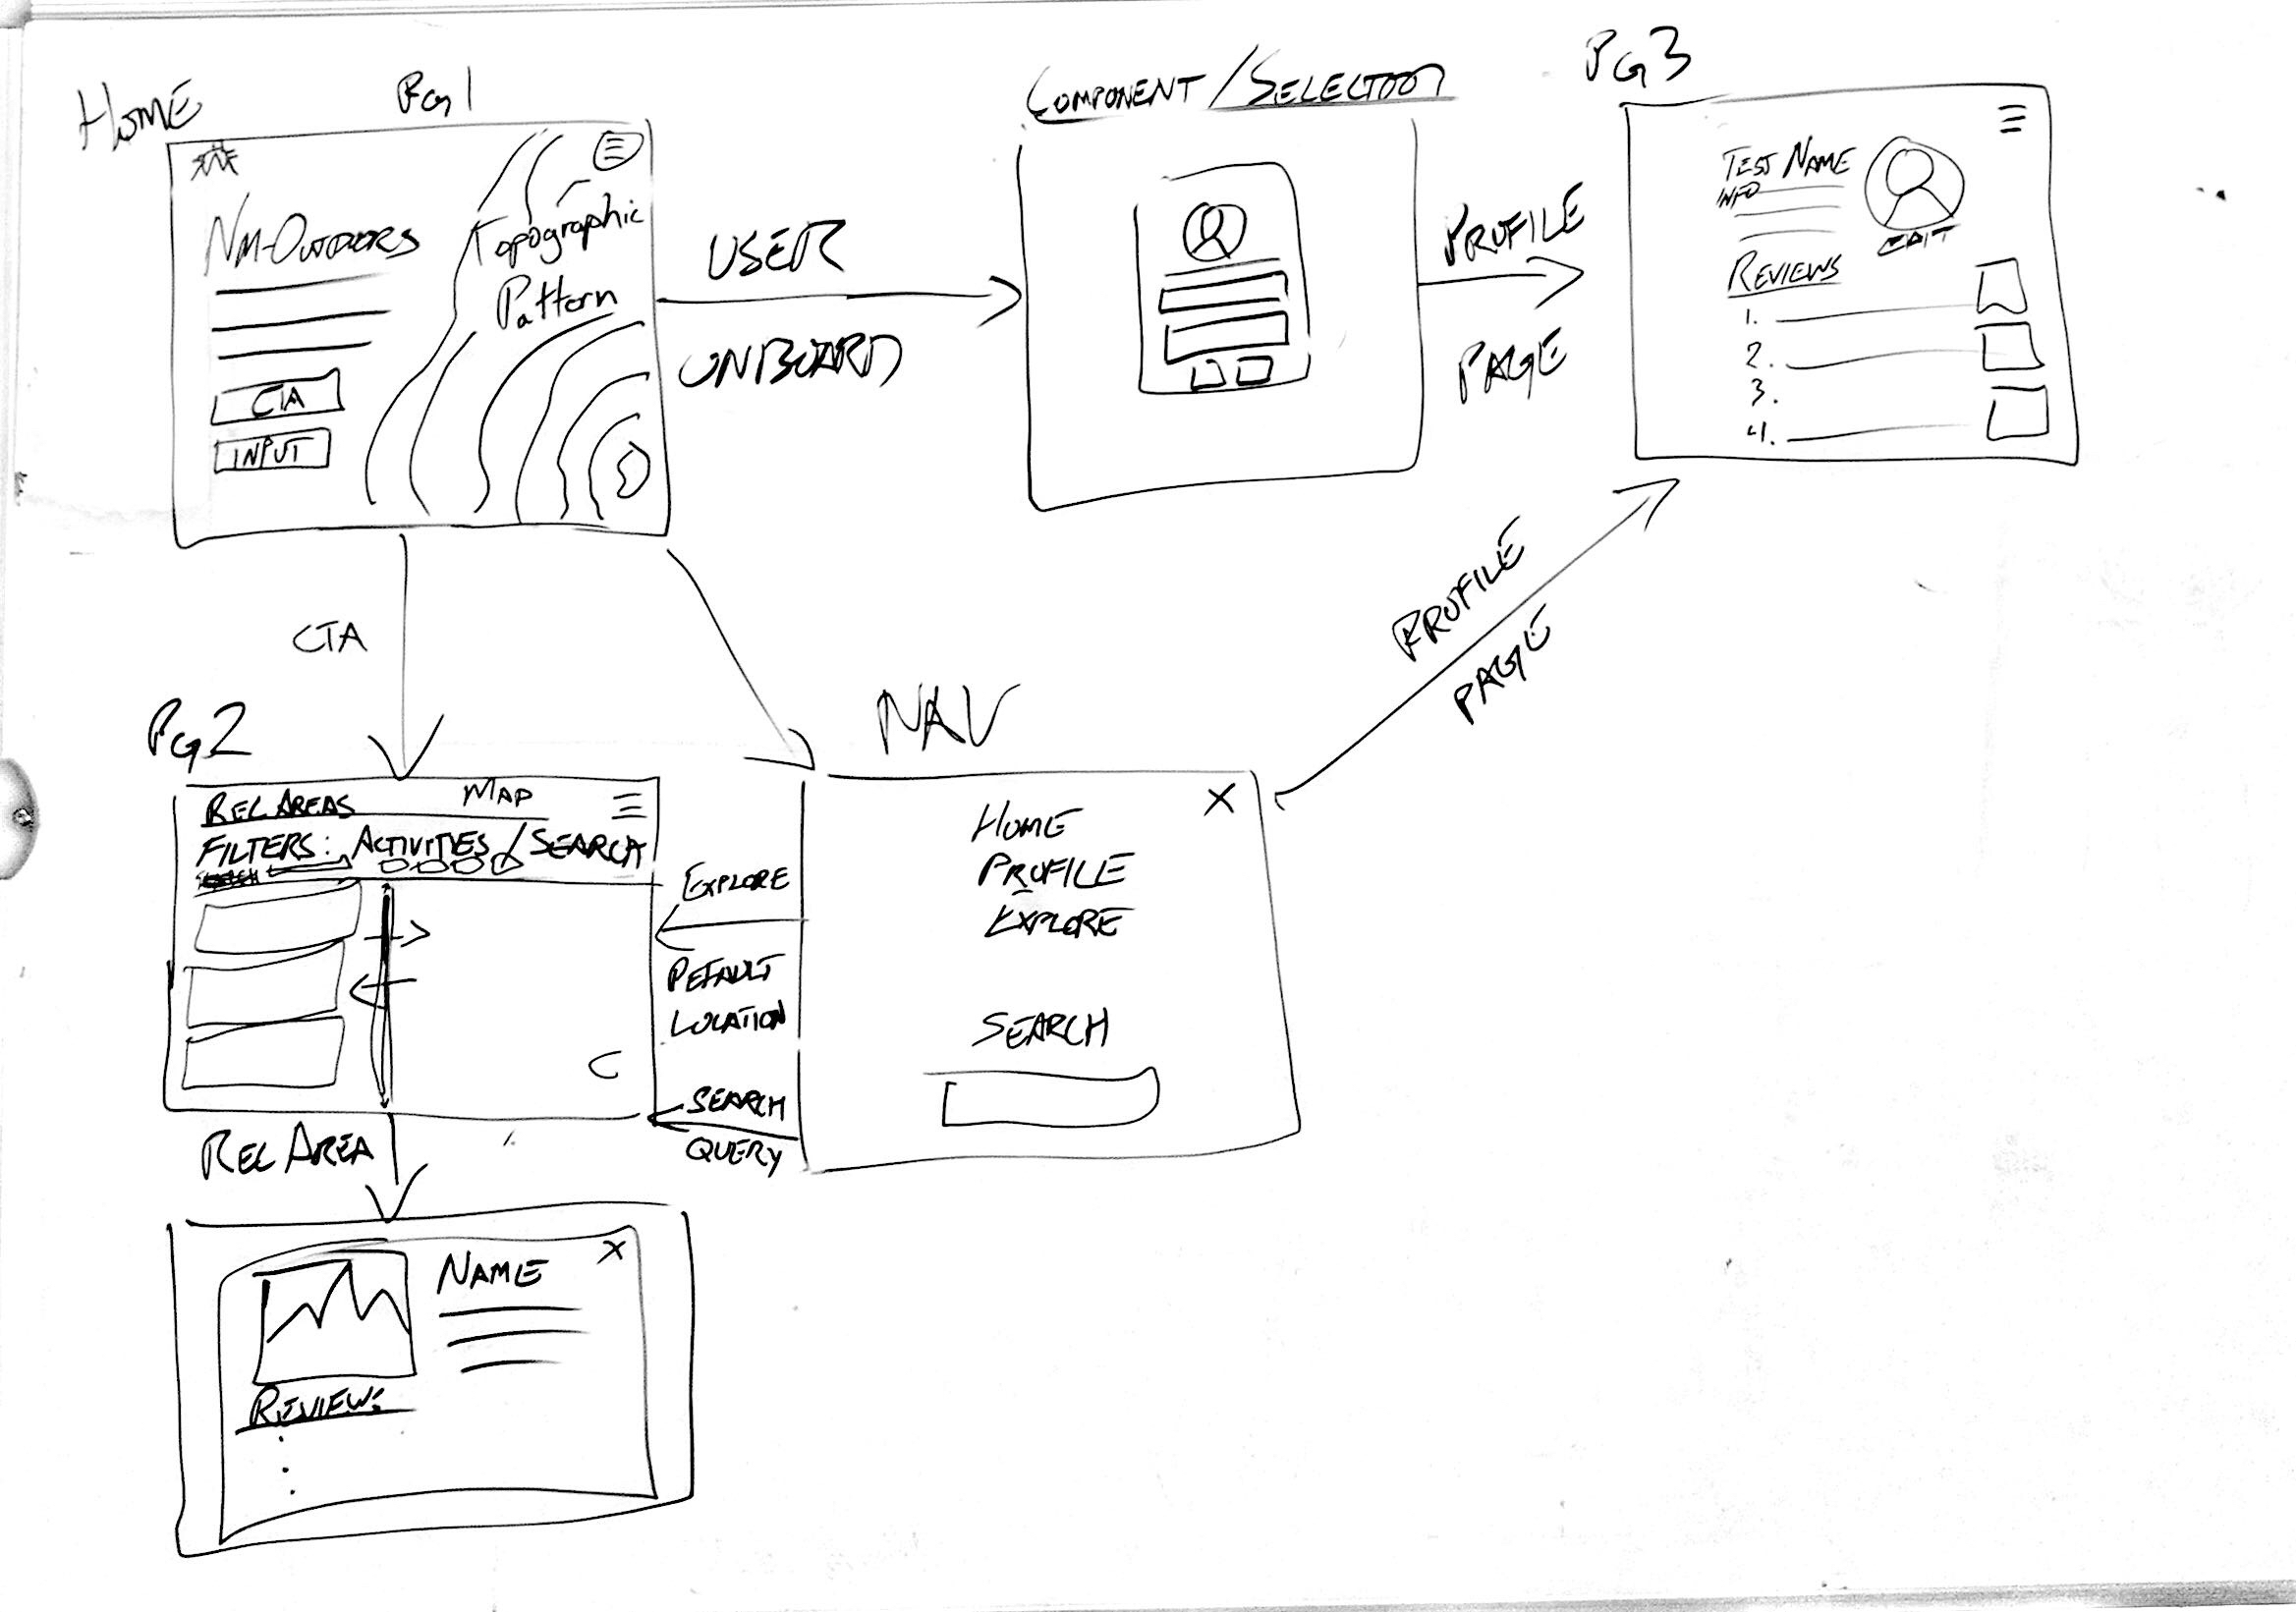 HOME
Pg1
NM-OUTDOORS
Topographic
Pattern
CTA
INPUT
USER
ONBOARD
COMPONENT/SELECTION
PROFILE
PAGE
Pg3
TEST NAME
INFO
EDIT
REVIEWS
1.
2.
3.
4.
CTA
PROFILE
PAGE
Pg2
REC AREAS
MAP
FILTERS: ACTIVITIES / SEARCH
EXPLORE
DEFAULT
LOCATION
SEARCH
QUERY
NAV
X
HOME
PROFILE
EXPLORE
SEARCH
REC AREA
NAME
X
REVIEWS